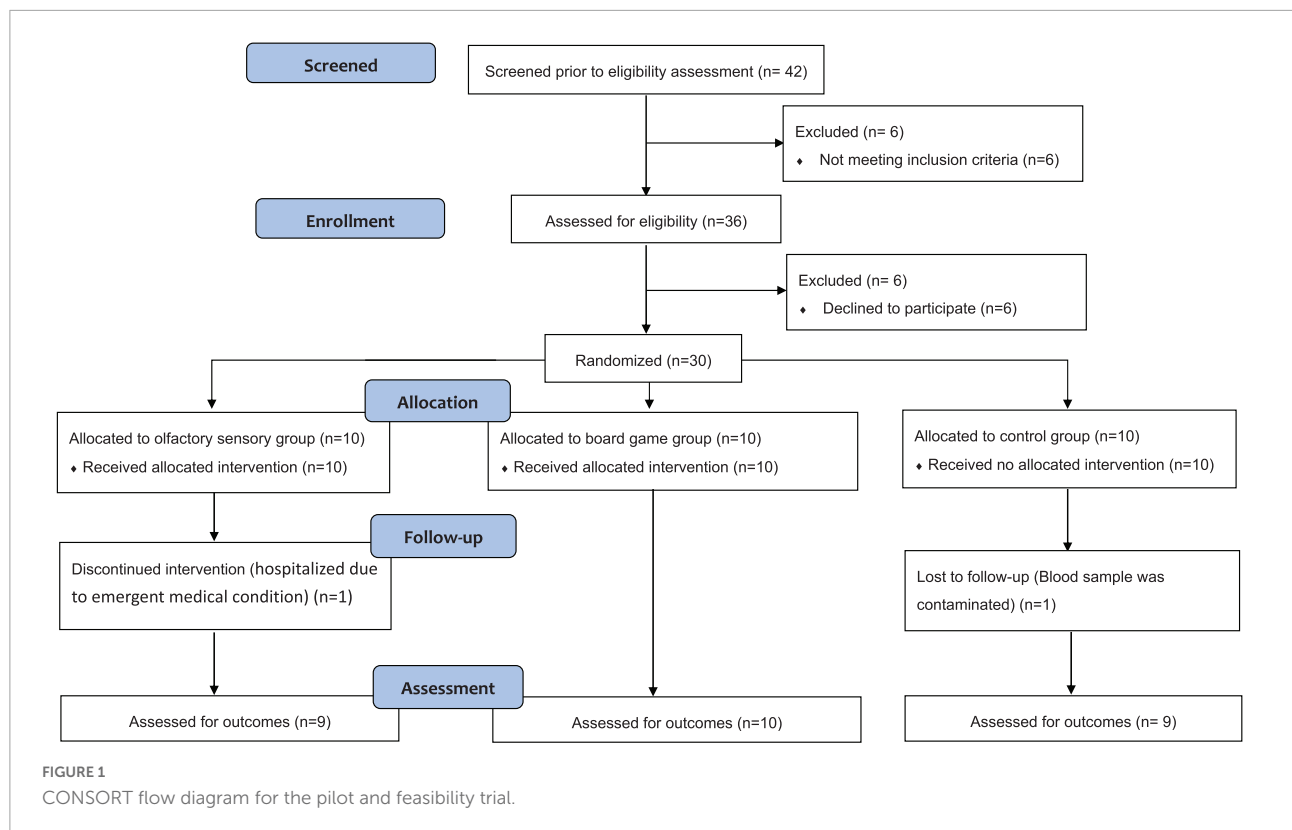 Screened
Screened prior to eligibility assessment (n= 42)
Excluded (n= 6)
♦ Not meeting inclusion criteria (n=6)
Enrollment
Assessed for eligibility (n=36)
Excluded (n= 6)
♦ Declined to participate (n=6)
Randomized (n=30)
Allocation
Allocated to olfactory sensory group (n=10)
♦ Received allocated intervention (n=10)
Allocated to board game group (n=10)
♦ Received allocated intervention (n=10)
Allocated to control group (n=10)
♦ Received no allocated intervention (n=10)
Follow-up
Discontinued intervention (hospitalized due
to emergent medical condition) (n=1)
Lost to follow-up (Blood sample was
contaminated) (n=1)
Assessment
Assessed for outcomes (n=9)
Assessed for outcomes (n=10)
Assessed for outcomes (n= 9)
FIGURE 1
CONSORT flow diagram for the pilot and feasibility trial.